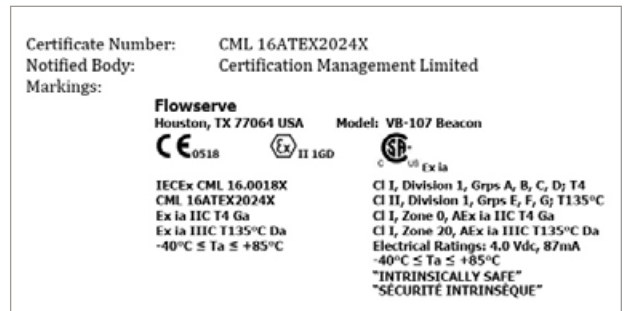 Certificate Number: CML 16ATEX2024X
Notified Body: Certification Management Limited
Markings:
Flowserve
Houston, TX 77064 USA Model: VB-107 Beacon
CE 0518 Ex II 1GD C SA US Ex ia
IECEx CML 16.0018X
CML 16ATEX2024X
Ex ia IIC T4 Ga
Ex ia IIIC T135°C Da
-40°C ≤ Ta ≤ +85°C
Cl I, Division 1, Grps A, B, C, D; T4
Cl II, Division 1, Grps E, F, G; T135°C
Cl I, Zone 0, AEx ia IIC T4 Ga
Cl I, Zone 20, AEx ia IIIC T135°C Da
Electrical Ratings: 4.0 Vdc, 87mA
-40°C ≤ Ta ≤ +85°C
"INTRINSICALLY SAFE"
"SÉCURITÉ INTRINSÈQUE"